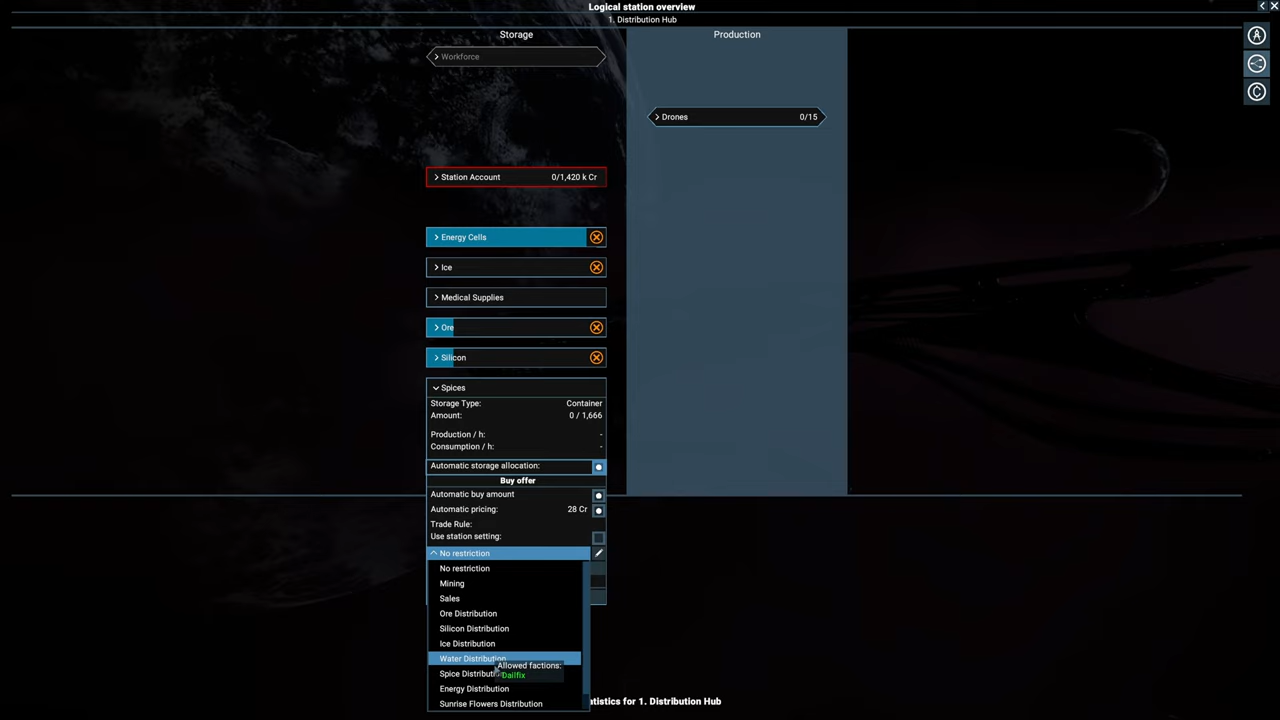 Logical station overview
1. Distribution Hub
Storage
Production
Workforce
Drones 0/15
Station Account 0/1,420 k Cr
Energy Cells
Ice
Medical Supplies
Ore
Silicon
Spices
Storage Type: Container
Amount: 0 / 1,666
Production / h: -
Consumption / h: -
Automatic storage allocation:
Buy offer
Automatic buy amount
Automatic pricing: 28 Cr
Trade Rule:
Use station setting:
No restriction
No restriction
Mining
Sales
Ore Distribution
Silicon Distribution
Ice Distribution
Water Distribution
Allowed factions:
Spice Distribut
Dailfix
Energy Distribution
Sunrise Flowers Distribution
atistics for 1. Distribution Hub